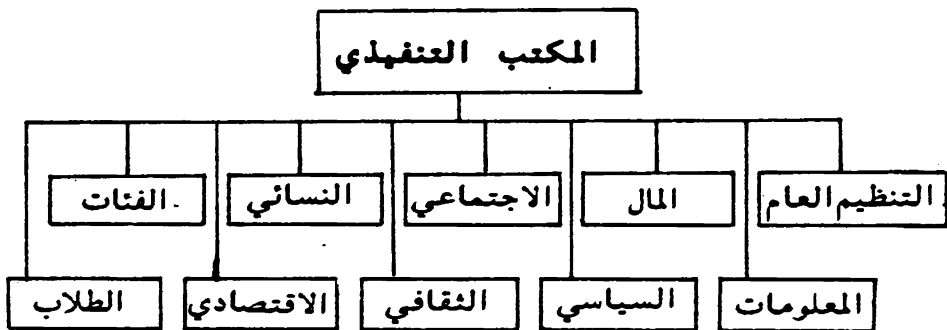 المكتب التنفيذي
التنظيم العام
المال
الاجتماعي
النسائي
الفئات
المعلومات
السياسي
الثقافي
الاقتصادي
الطلاب